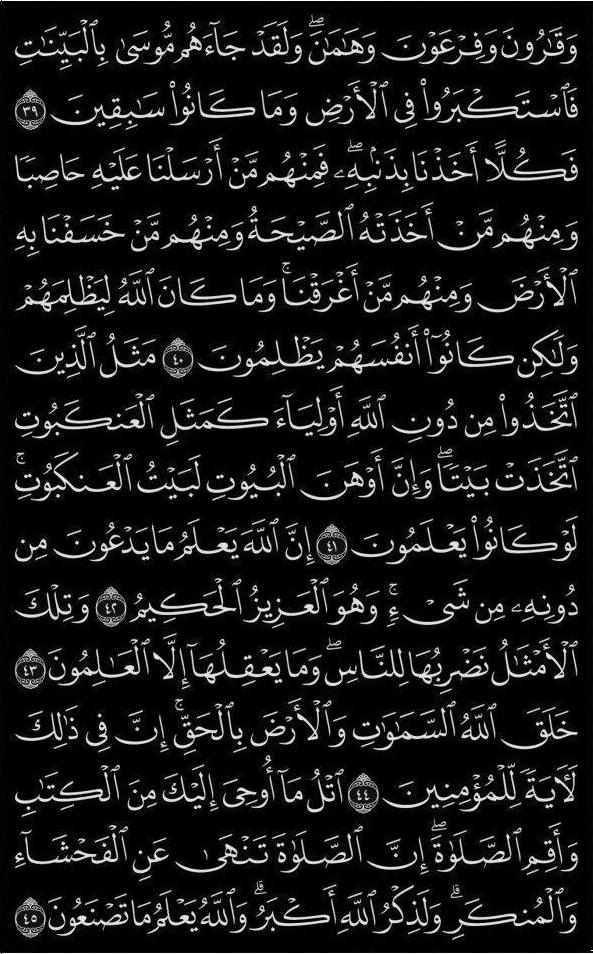 وَقَٰرُونَ وَفِرْعَوْنَ وَهَٰمَٰنَۖ وَلَقَدْ جَآءَهُم مُّوسَىٰ بِٱلْبَيِّنَٰتِ
فَٱسْتَكْبَرُوا۟ فِى ٱلْأَرْضِ وَمَا كَانُوا۟ سَٰبِقِينَ ٣٩
فَكُلًّا أَخَذْنَا بِذَنۢبِهِۦۖ فَمِنْهُم مَّنْ أَرْسَلْنَا عَلَيْهِ حَاصِبًا
وَمِنْهُم مَّنْ أَخَذَتْهُ ٱلصَّيْحَةُ وَمِنْهُم مَّنْ خَسَفْنَا بِهِ
ٱلْأَرْضَ وَمِنْهُم مَّنْ أَغْرَقْنَاۚ وَمَا كَانَ ٱللَّهُ لِيَظْلِمَهُمْ
وَلَٰكِن كَانُوٓا۟ أَنفُسَهُمْ يَظْلِمُونَ ٤٠ مَثَلُ ٱلَّذِينَ
ٱتَّخَذُوا۟ مِن دُونِ ٱللَّهِ أَوْلِيَآءَ كَمَثَلِ ٱلْعَنكَبُوتِ
ٱتَّخَذَتْ بَيْتًاۖ وَإِنَّ أَوْهَنَ ٱلْبُيُوتِ لَبَيْتُ ٱلْعَنكَبُوتِۚ
لَوْ كَانُوا۟ يَعْلَمُونَ ٤١ إِنَّ ٱللَّهَ يَعْلَمُ مَا يَدْعُونَ مِن
دُونِهِۦ مِن شَىْءٍۚ وَهُوَ ٱلْعَزِيزُ ٱلْحَكِيمُ ٤٢ وَتِلْكَ
ٱلْأَمْثَٰلُ نَضْرِبُهَا لِلنَّاسِۖ وَمَا يَعْقِلُهَآ إِلَّا ٱلْعَٰلِمُونَ ٤٣
خَلَقَ ٱللَّهُ ٱلسَّمَٰوَٰتِ وَٱلْأَرْضَ بِٱلْحَقِّۚ إِنَّ فِى ذَٰلِكَ
لَءَايَةً لِّلْمُؤْمِنِينَ ٤٤ ٱتْلُ مَآ أُوحِىَ إِلَيْكَ مِنَ ٱلْكِتَٰبِ
وَأَقِمِ ٱلصَّلَوٰةَۖ إِنَّ ٱلصَّلَوٰةَ تَنْهَىٰ عَنِ ٱلْفَحْشَآءِ
وَٱلْمُنكَرِۗ وَلَذِكْرُ ٱللَّهِ أَكْبَرُۗ وَٱللَّهُ يَعْلَمُ مَا تَصْنَعُونَ ٤٥